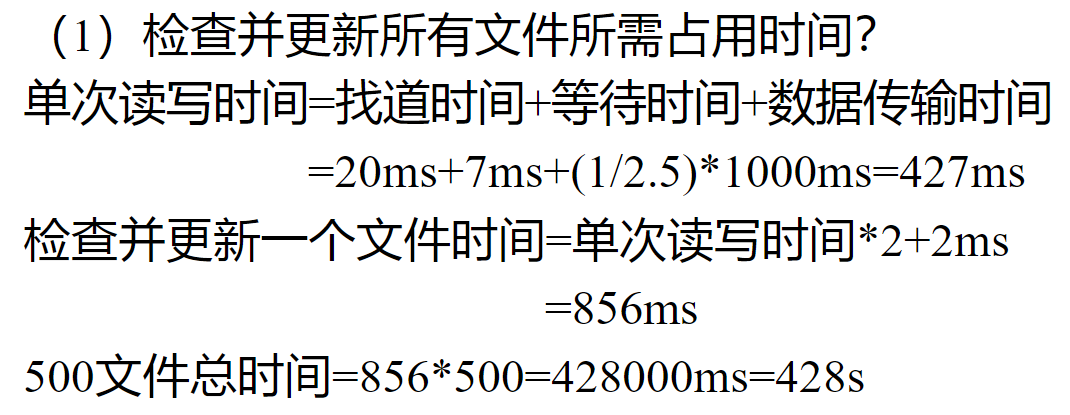 （1）检查并更新所有文件所需占用时间？
单次读写时间=找道时间+等待时间+数据传输时间
=20ms+7ms+(1/2.5)*1000ms=427ms
检查并更新一个文件时间=单次读写时间*2+2ms
=856ms
500文件总时间=856*500=428000ms=428s